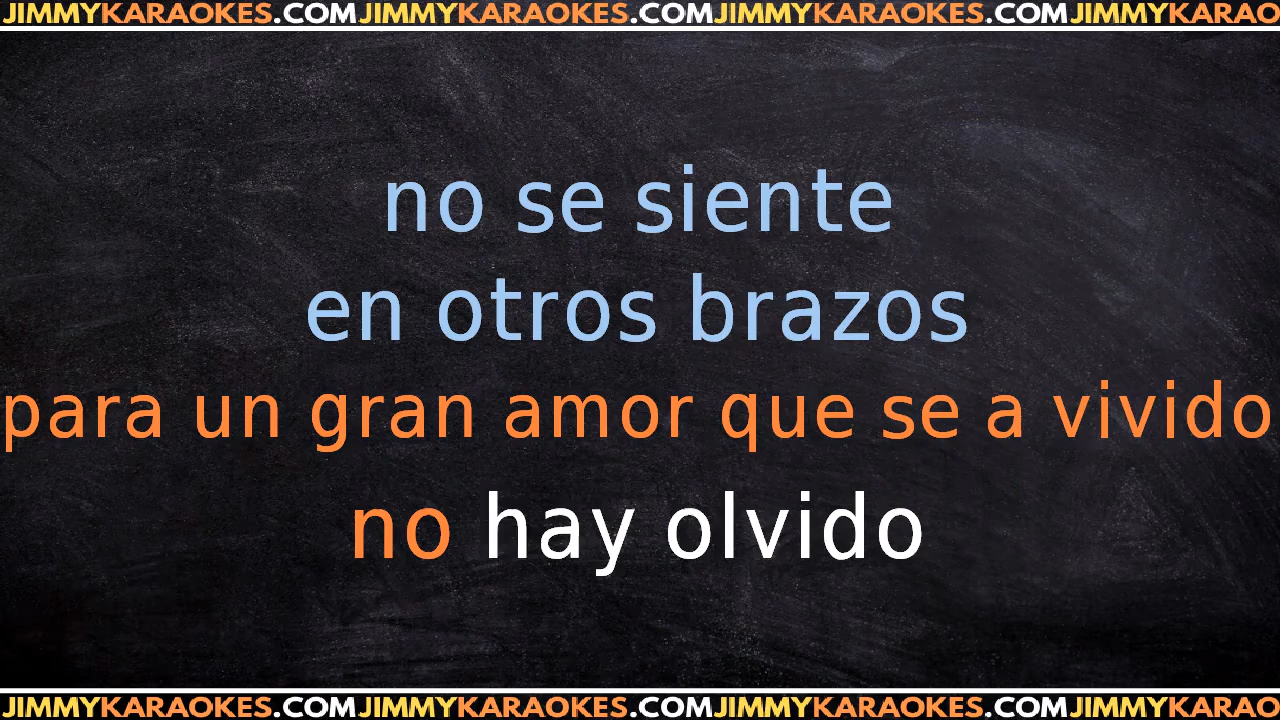 JIMMYKARAOKES.COMJIMMYKARAOKES.COMJIMMYKARAOKES.COMJIMMYKARAO
no se siente
en otros brazos
para un gran amor que se a vivido
no hay olvido
JIMMYKARAOKES.COMJIMMYKARAOKES.COMJIMMYKARAOKES.COMJIMMYKARAO